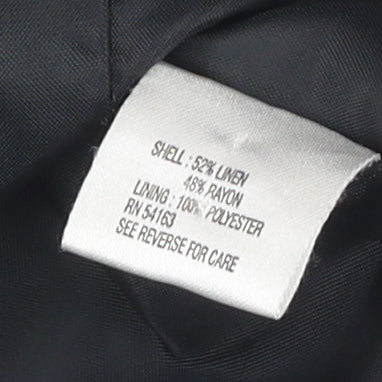 SHELL : 52% LINEN
48% RAYON
LINING : 100% POLYESTER
RN 54163
SEE REVERSE FOR CARE